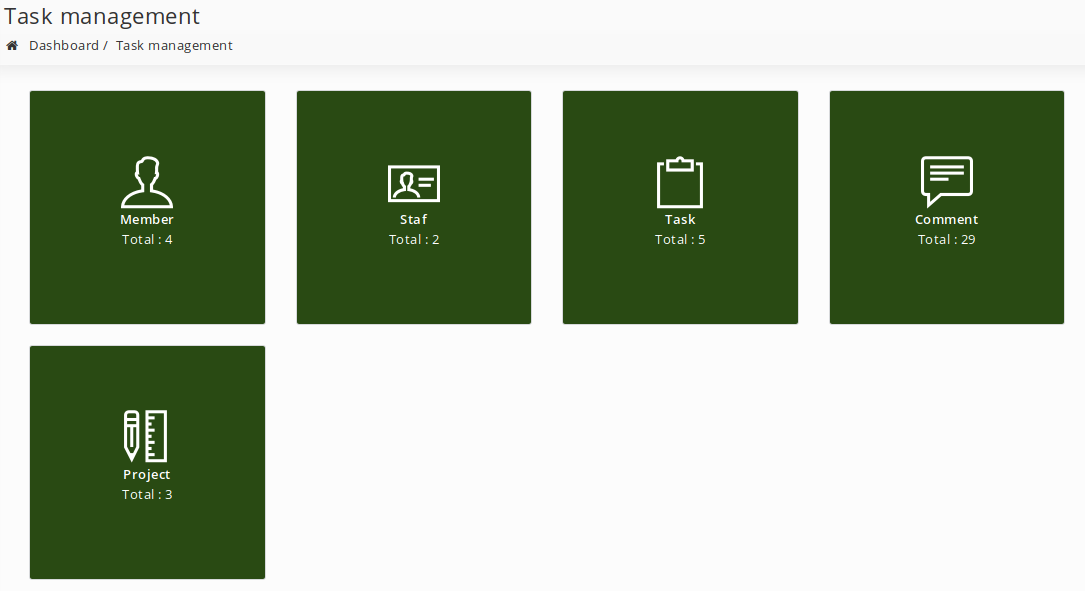 Task management
Dashboard / Task management
Member
Total : 4
Staf
Total : 2
Task
Total : 5
Comment
Total : 29
Project
Total : 3